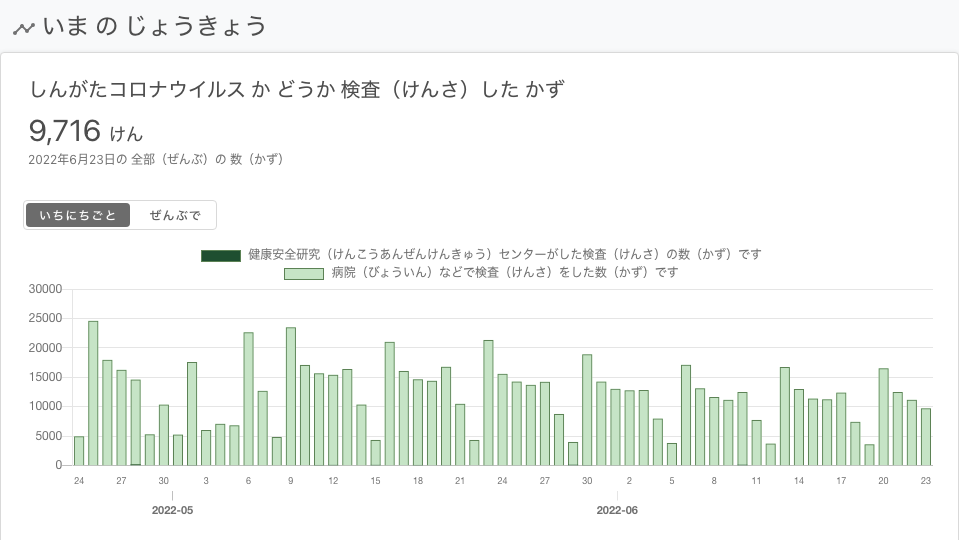 いま の じょうきょう
しんがたコロナウイルス か どうか 検査（けんさ）した かず
9,716 けん
2022年6月23日の 全部（ぜんぶ）の 数（かず）
いちにちごと ぜんぶで
健康安全研究（けんこうあんぜんけんきゅう）センターがした検査（けんさ）の数（かず）です
病院（びょういん）などで検査（けんさ）をした数（かず）です
30000
25000
20000
15000
10000
5000
0
24 27 30 3 6 9 12 15 18 21 24 27 30 2 5 8 11 14 17 20 23
2022-05 2022-06